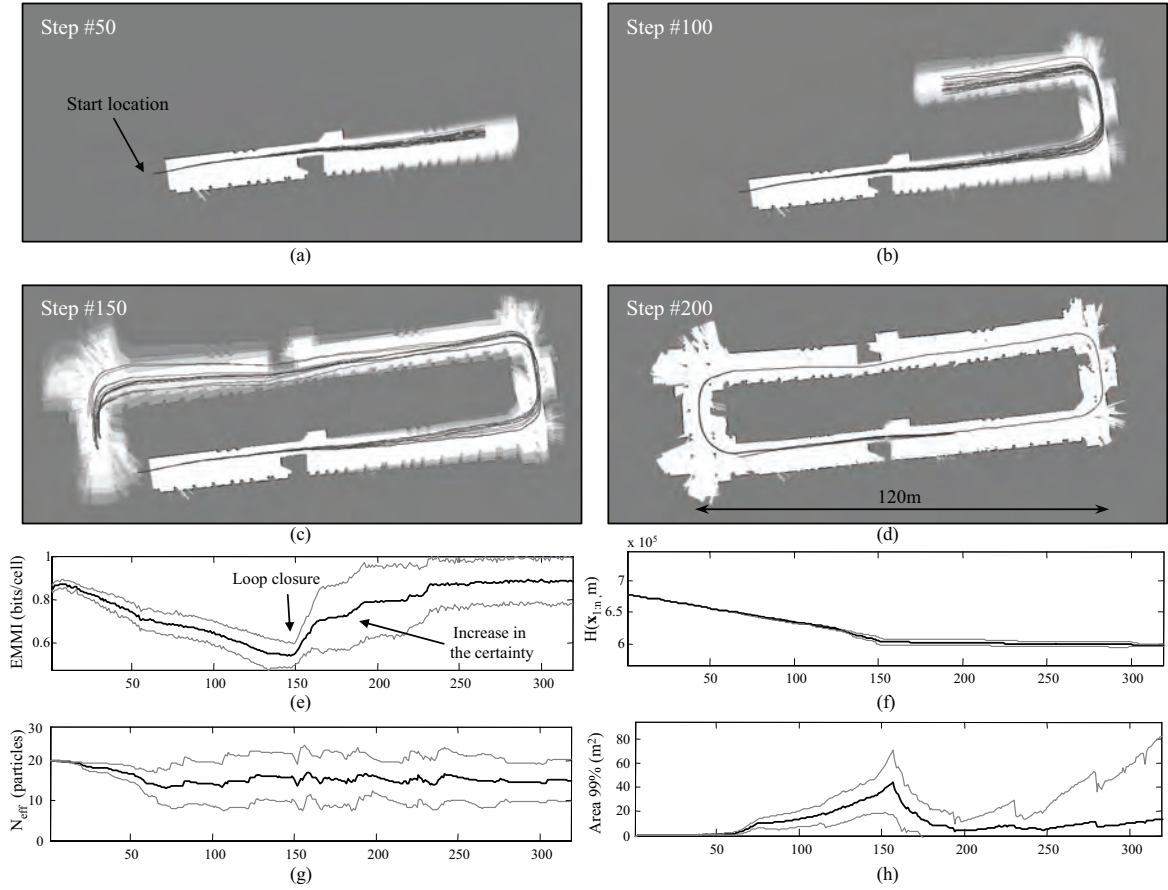 Step #50
Start location
(a)
Step #100
(b)
Step #150
(c)
Step #200
120m
(d)
EMMI (bits/cell)
1
0.8
0.6
Loop closure
Increase in
the certainty
50 100 150 200 250 300
(e)
x 10⁵
H(x₁:ₙ, m)
7
6.5
6
50 100 150 200 250 300
(f)
N_eff (particles)
30
20
10
0
50 100 150 200 250 300
(g)
Area 99% (m²)
80
60
40
20
0
50 100 150 200 250 300
(h)